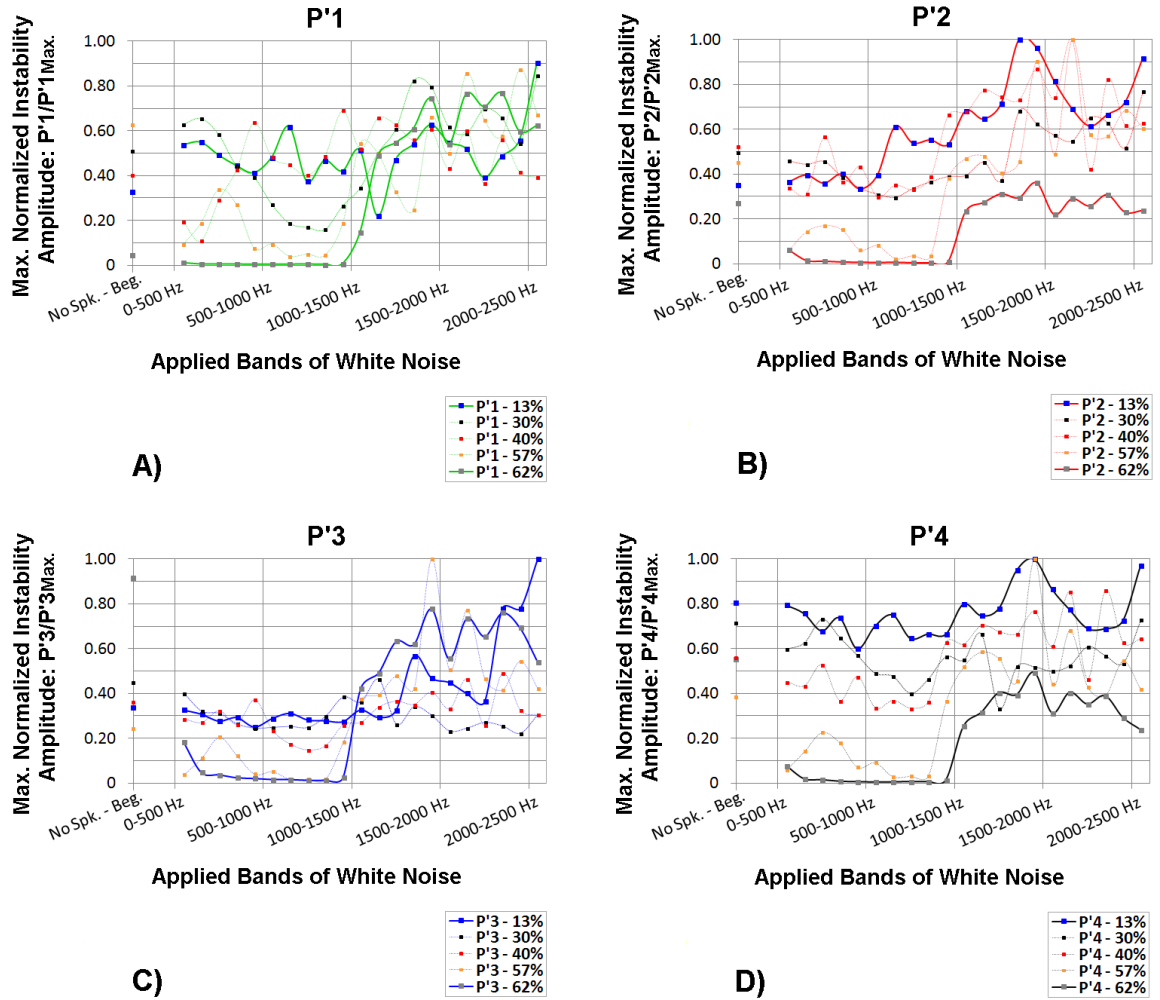 P'1
Max. Normalized Instability
Amplitude: P'1/P'1Max.
1.00
0.80
0.60
0.40
0.20
0
No Spk. - Beg.
0-500 Hz
500-1000 Hz
1000-1500 Hz
1500-2000 Hz
2000-2500 Hz
Applied Bands of White Noise
P'1 - 13%
P'1 - 30%
P'1 - 40%
P'1 - 57%
P'1 - 62%
A)
P'2
Max. Normalized Instability
Amplitude: P'2/P'2Max.
1.00
0.80
0.60
0.40
0.20
0
No Spk. - Beg.
0-500 Hz
500-1000 Hz
1000-1500 Hz
1500-2000 Hz
2000-2500 Hz
Applied Bands of White Noise
P'2 - 13%
P'2 - 30%
P'2 - 40%
P'2 - 57%
P'2 - 62%
B)
P'3
Max. Normalized Instability
Amplitude: P'3/P'3Max.
1.00
0.80
0.60
0.40
0.20
0
No Spk. - Beg.
0-500 Hz
500-1000 Hz
1000-1500 Hz
1500-2000 Hz
2000-2500 Hz
Applied Bands of White Noise
P'3 - 13%
P'3 - 30%
P'3 - 40%
P'3 - 57%
P'3 - 62%
C)
P'4
Max. Normalized Instability
Amplitude: P'4/P'4Max.
1.00
0.80
0.60
0.40
0.20
0
No Spk. - Beg.
0-500 Hz
500-1000 Hz
1000-1500 Hz
1500-2000 Hz
2000-2500 Hz
Applied Bands of White Noise
P'4 - 13%
P'4 - 30%
P'4 - 40%
P'4 - 57%
P'4 - 62%
D)